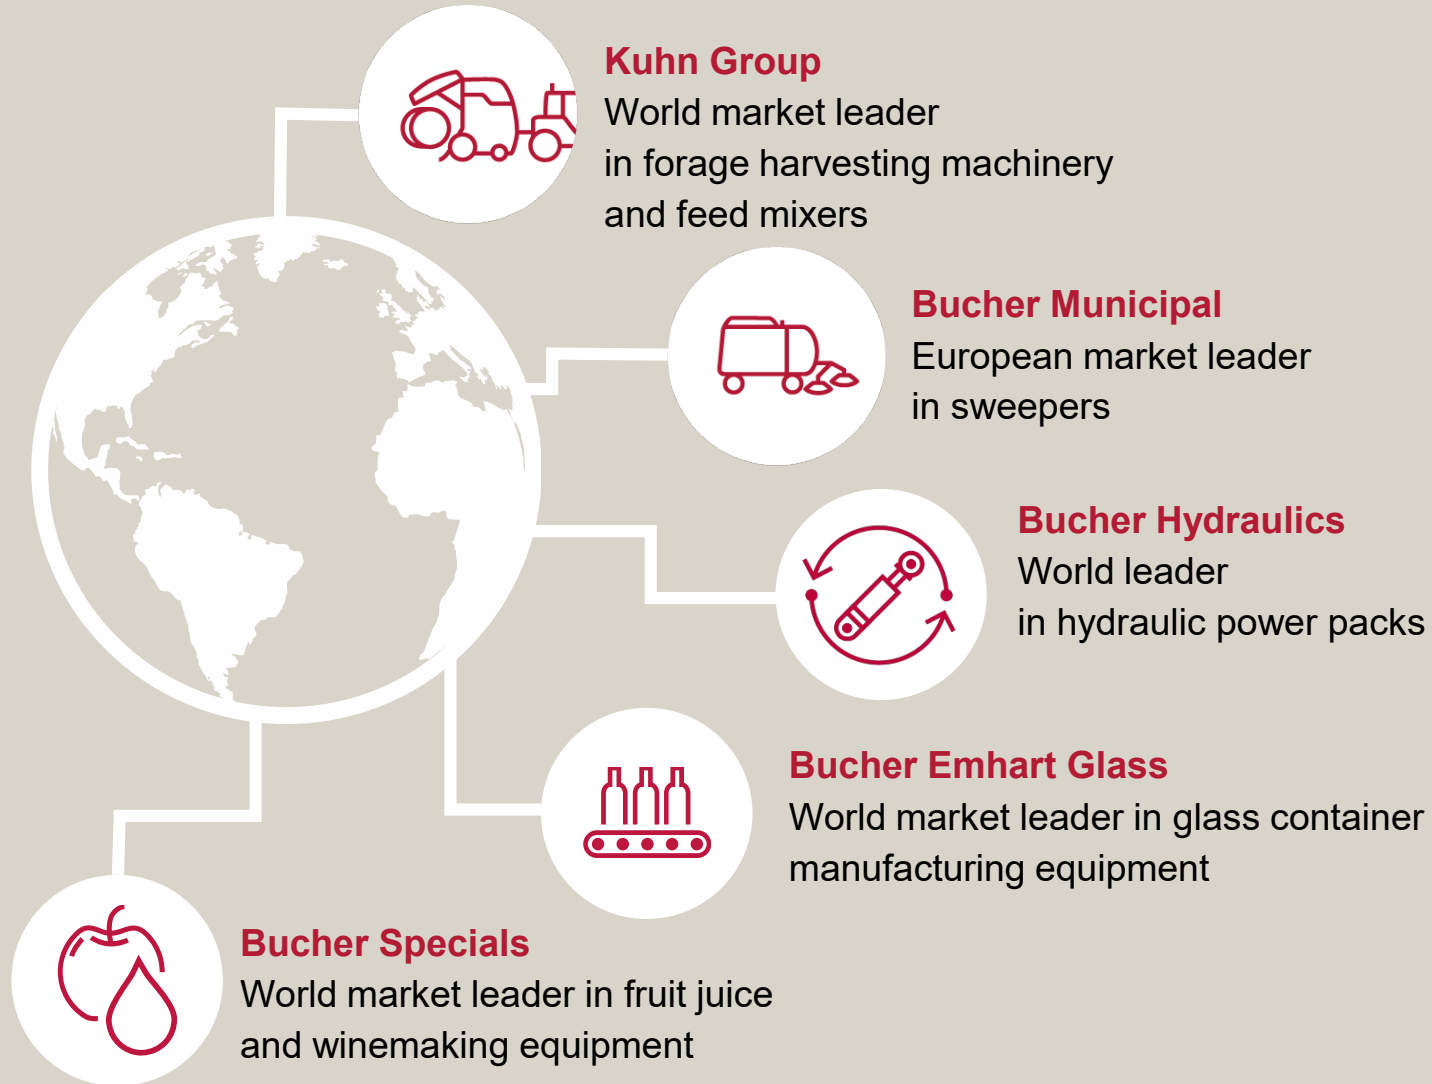 Kuhn Group
World market leader
in forage harvesting machinery
and feed mixers
Bucher Municipal
European market leader
in sweepers
Bucher Hydraulics
World leader
in hydraulic power packs
Bucher Emhart Glass
World market leader in glass container
manufacturing equipment
Bucher Specials
World market leader in fruit juice
and winemaking equipment